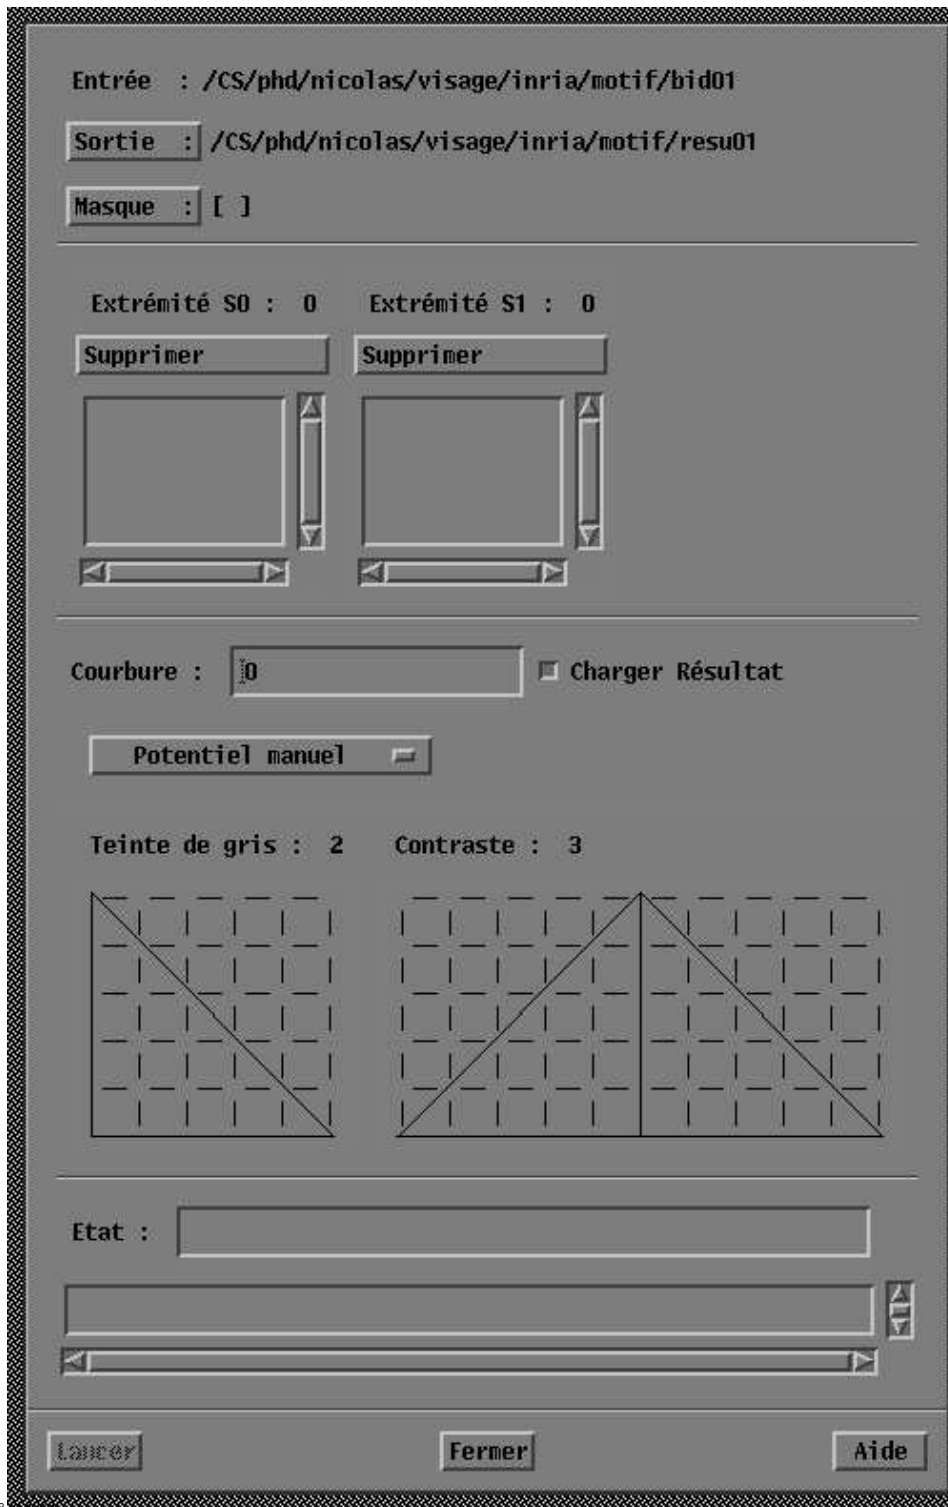 Entrée : /CS/phd/nicolas/visage/inria/motif/bid01
Sortie : /CS/phd/nicolas/visage/inria/motif/resu01
Masque : [ ]
Extrémité S0 : 0 Extrémité S1 : 0
Supprimer Supprimer
Courbure : 0 Charger Résultat
Potentiel manuel
Teinte de gris : 2 Contraste : 3
Etat :
Lancer Fermer Aide